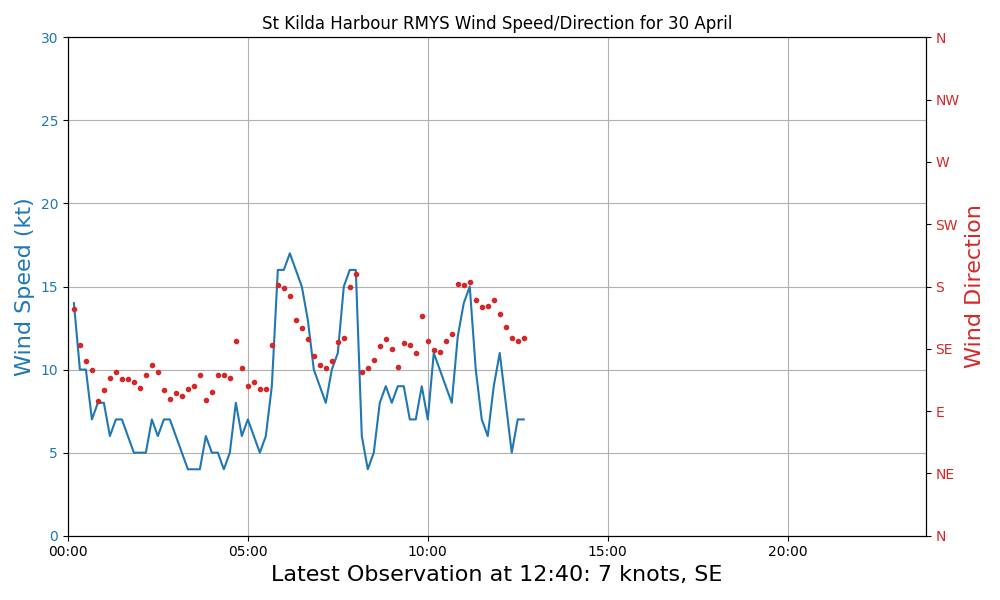 St Kilda Harbour RMYS Wind Speed/Direction for 30 April
30
25
20
15
10
5
0
Wind Speed (kt)
N
NW
W
SW
S
SE
E
NE
N
Wind Direction
00:00 05:00 10:00 15:00 20:00
Latest Observation at 12:40: 7 knots, SE